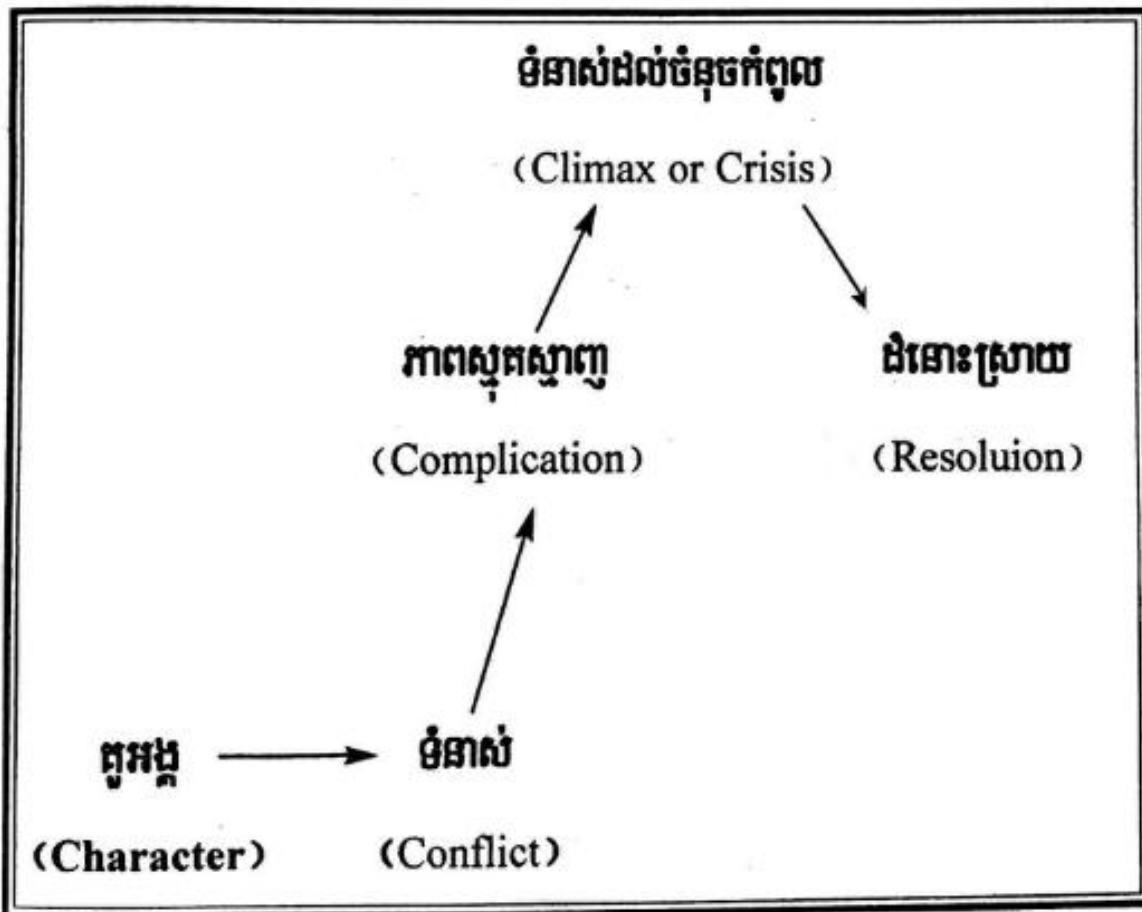 ទំនាស់ដល់ចំនុចកំពូល
(Climax or Crisis)
ភាពស្មុគស្មាញ
ដំនោះស្រាយ
(Complication)
(Resoluion)
តួអង្គ
ទំនាស់
(Character)
(Conflict)